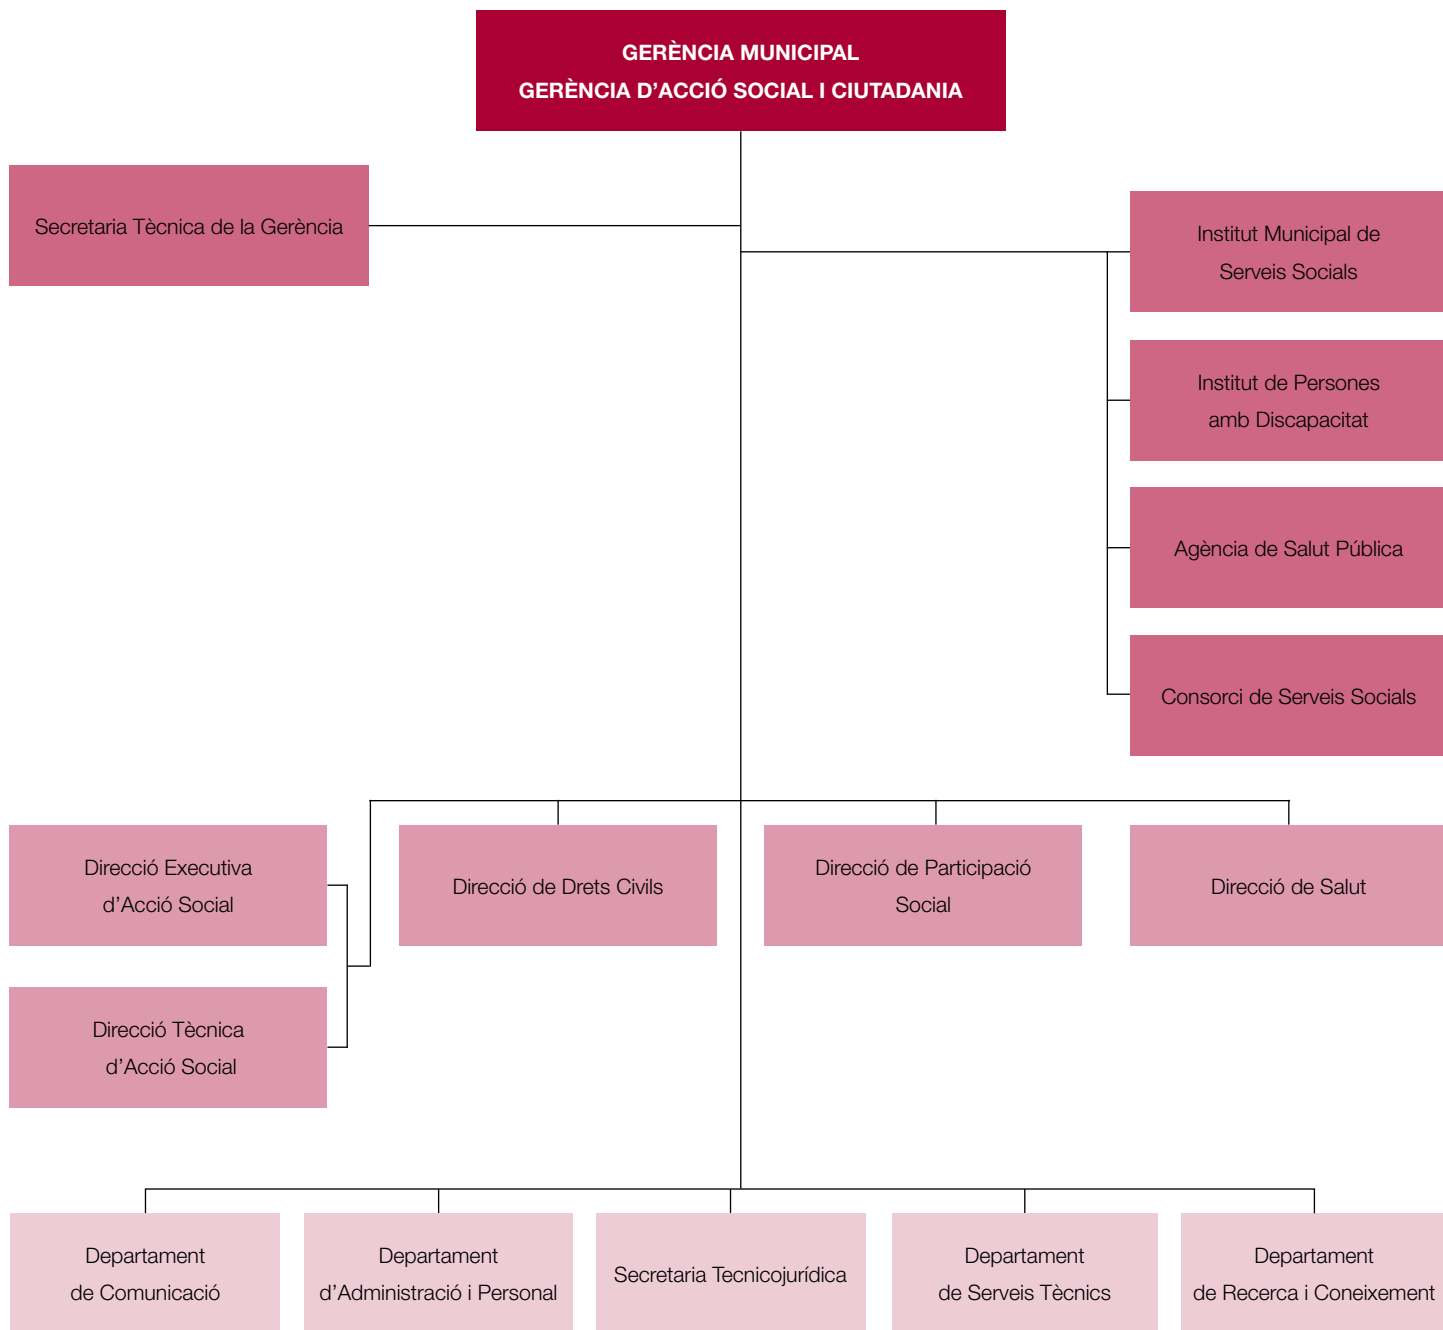 GERÈNCIA MUNICIPAL
GERÈNCIA D’ACCIÓ SOCIAL I CIUTADANIA
Secretaria Tècnica de la Gerència
Institut Municipal de
Serveis Socials
Institut de Persones
amb Discapacitat
Agència de Salut Pública
Consorci de Serveis Socials
Direcció Executiva
d’Acció Social
Direcció de Drets Civils
Direcció de Participació
Social
Direcció de Salut
Direcció Tècnica
d’Acció Social
Departament
de Comunicació
Departament
d’Administració i Personal
Secretaria Tecnicojurídica
Departament
de Serveis Tècnics
Departament
de Recerca i Coneixement